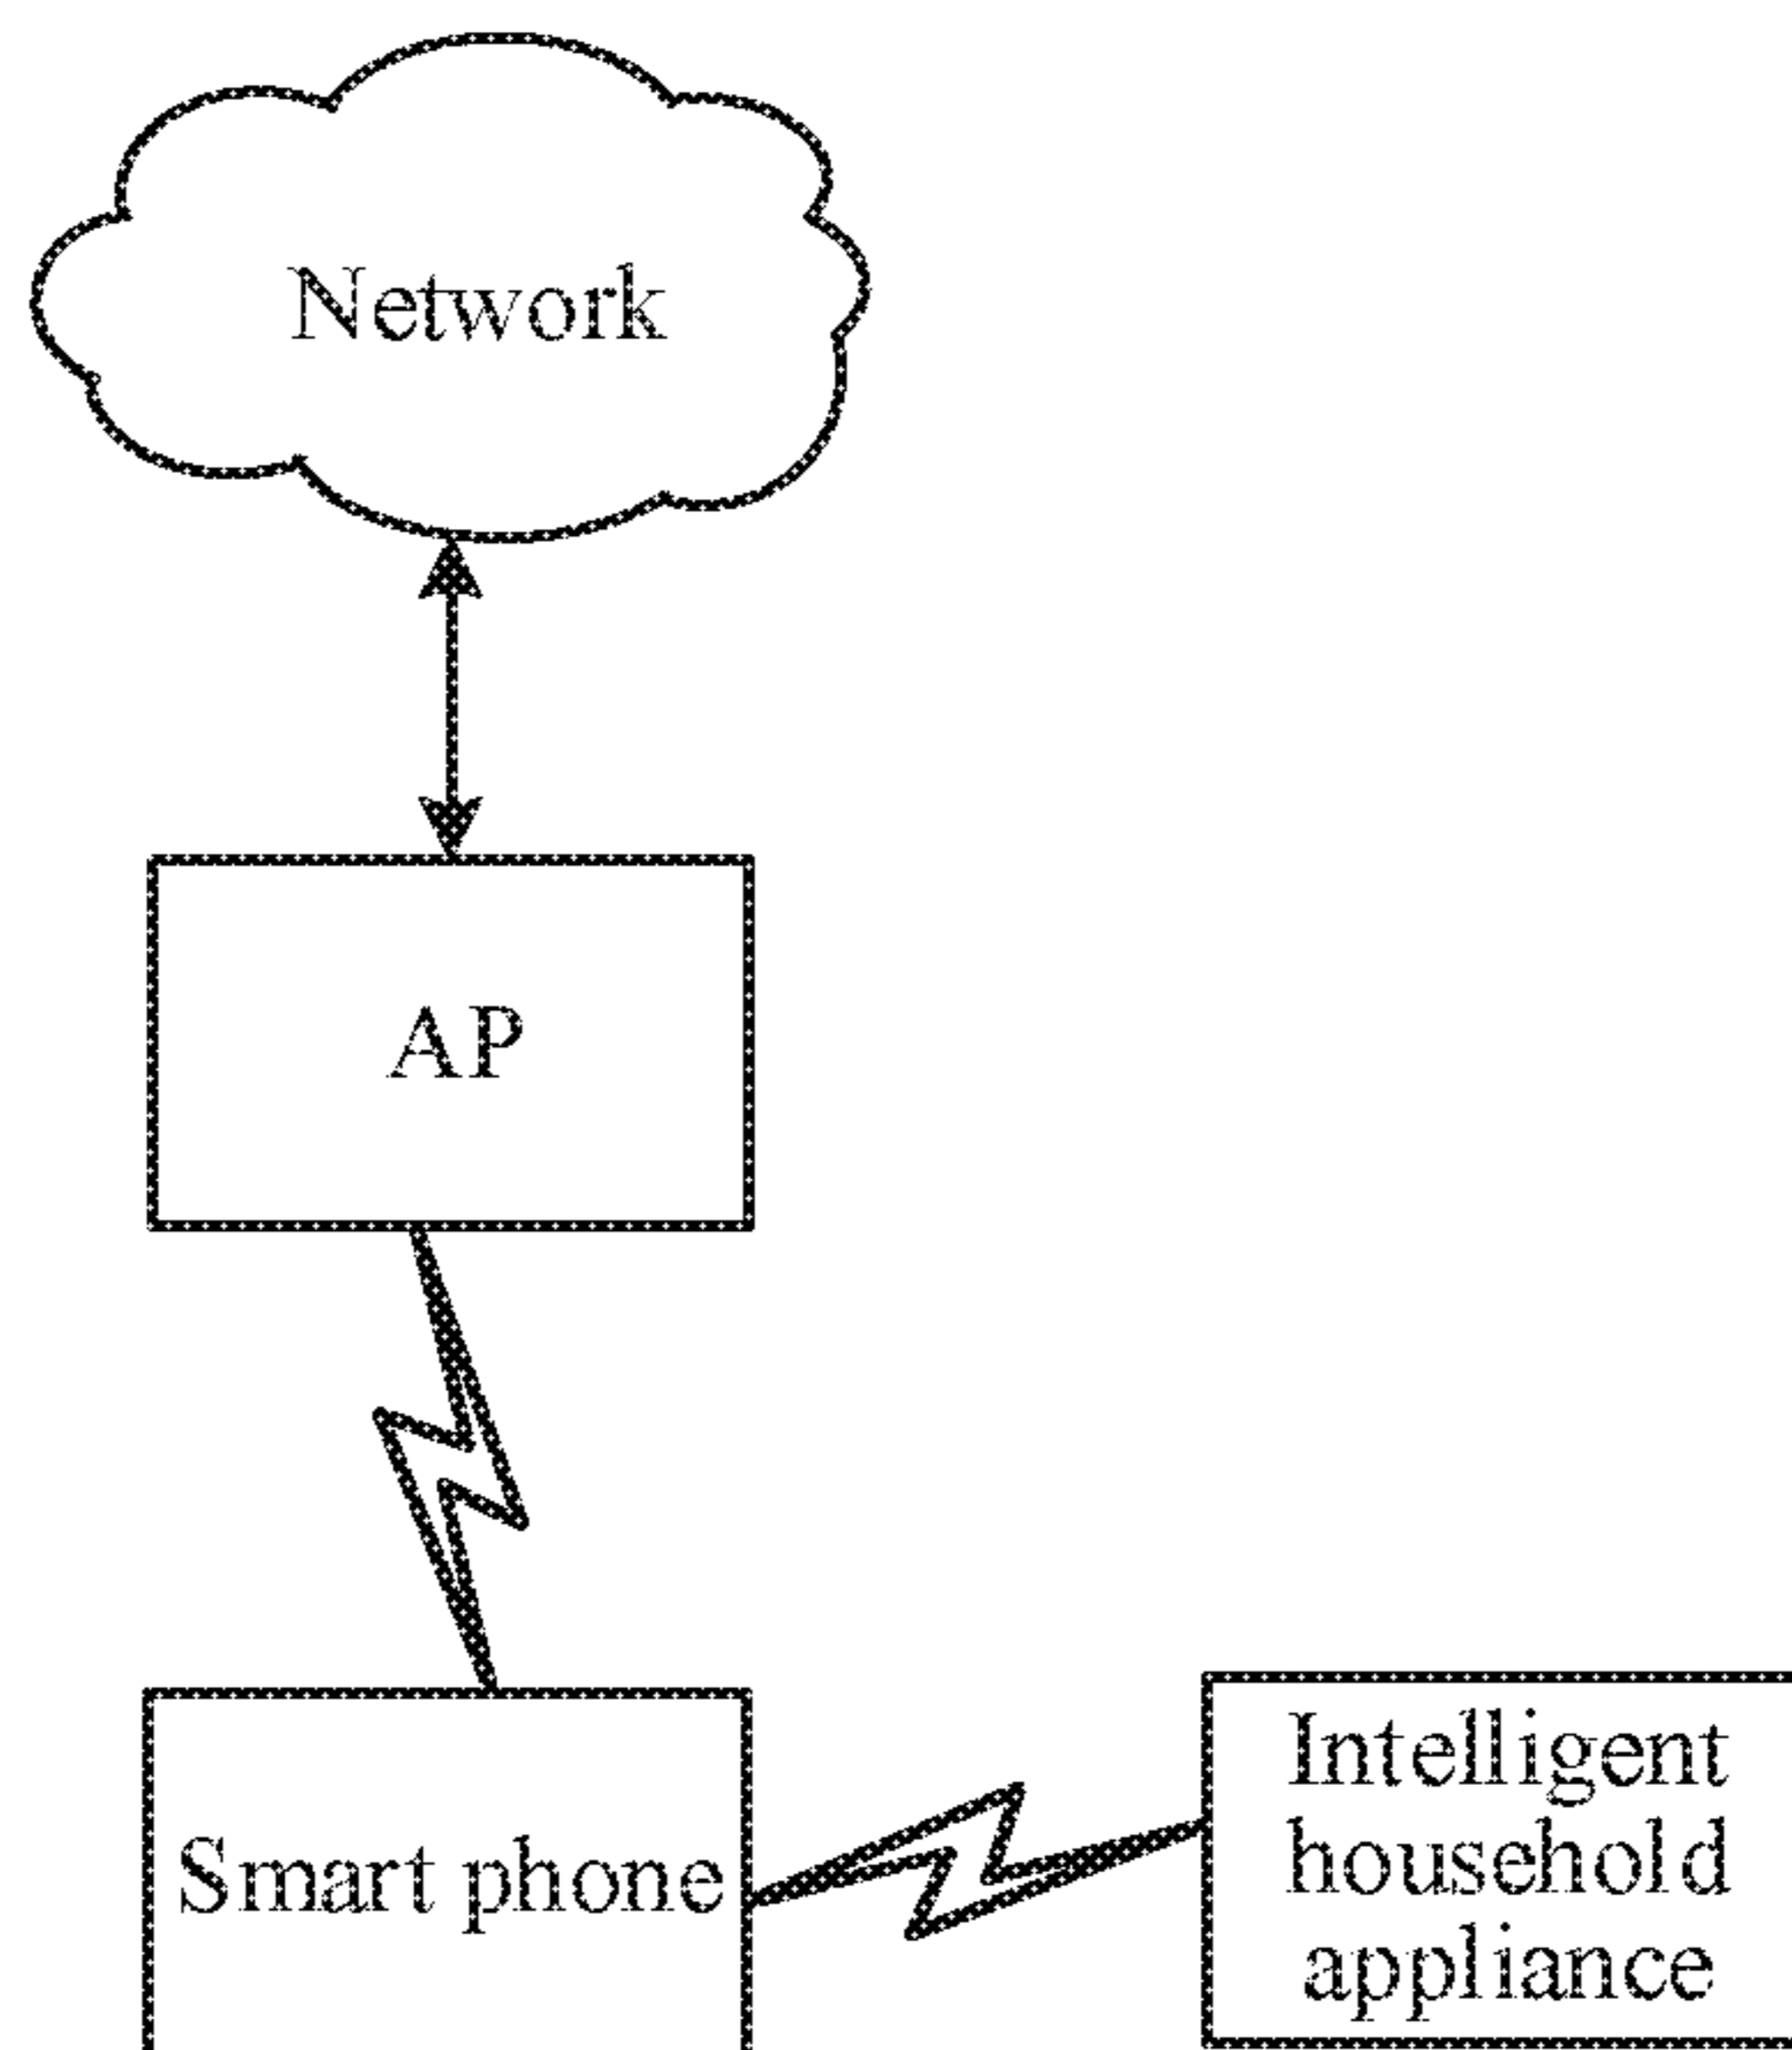 Network
AP
Smart phone
Intelligent
household
appliance